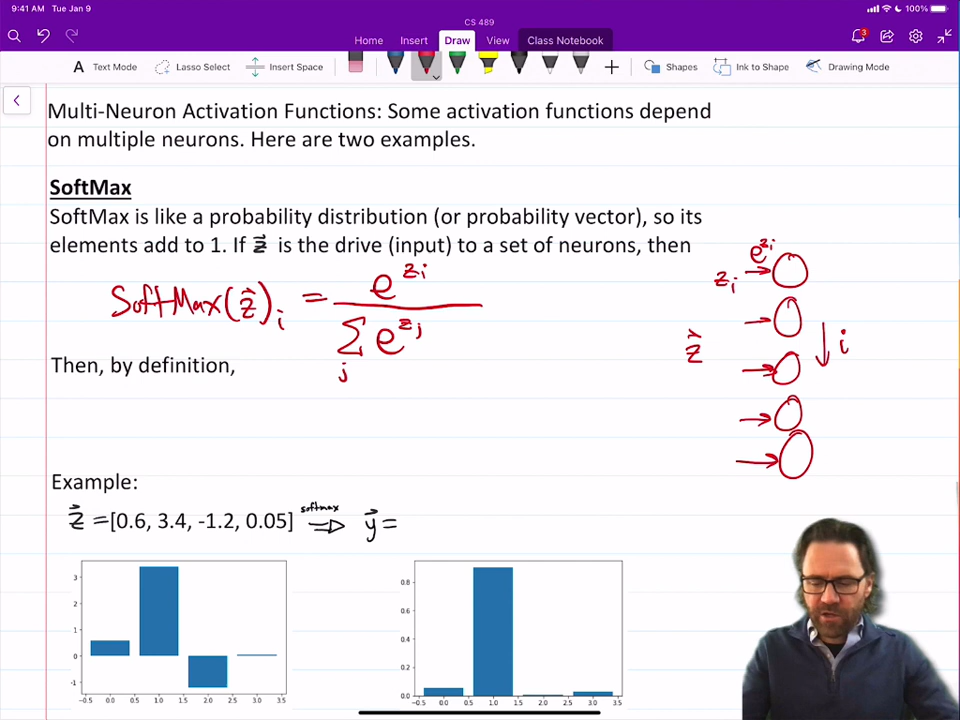 9:41 AM Tue Jan 9
100%
CS 489
Home Insert Draw View Class Notebook
3
A Text Mode Lasso Select Insert Space Shapes Ink to Shape Drawing Mode
Multi-Neuron Activation Functions: Some activation functions depend
on multiple neurons. Here are two examples.
SoftMax
SoftMax is like a probability distribution (or probability vector), so its
elements add to 1. If z⃗ is the drive (input) to a set of neurons, then
SoftMax(z⃗)ᵢ = e^{zᵢ} / Σⱼ e^{zⱼ}
zᵢ e^{zᵢ}
z⃗
i
Then, by definition,
Example:
z⃗ = [0.6, 3.4, -1.2, 0.05] softmax ⇒ y⃗ =
3
2
1
0
-1
-0.5 0.0 0.5 1.0 1.5 2.0 2.5 3.0 3.5
0.8
0.6
0.4
0.2
0.0
-0.5 0.0 0.5 1.0 1.5 2.0 2.5 3.0 3.5